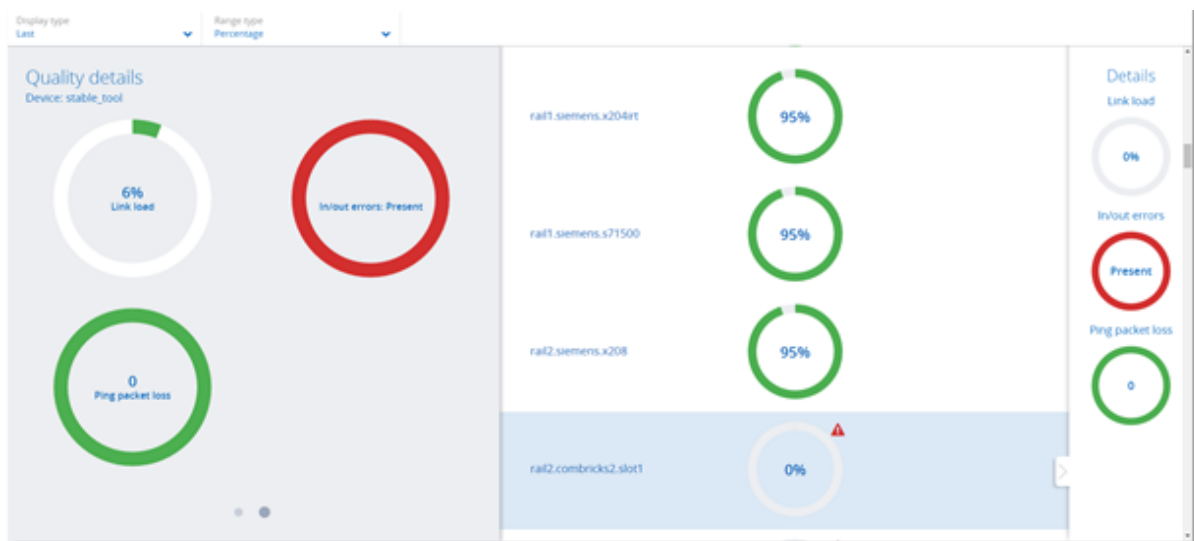 Display type
Last
Range type
Percentage
Quality details
Device: stable_tool
6%
Link load
In/out errors: Present
0
Ping packet loss
rail1.siemens.x204irt
95%
rail1.siemens.s71500
95%
rail2.siemens.x208
95%
rail2.combricks2.slot1
0%
Details
Link load
0%
In/out errors
Present
Ping packet loss
0